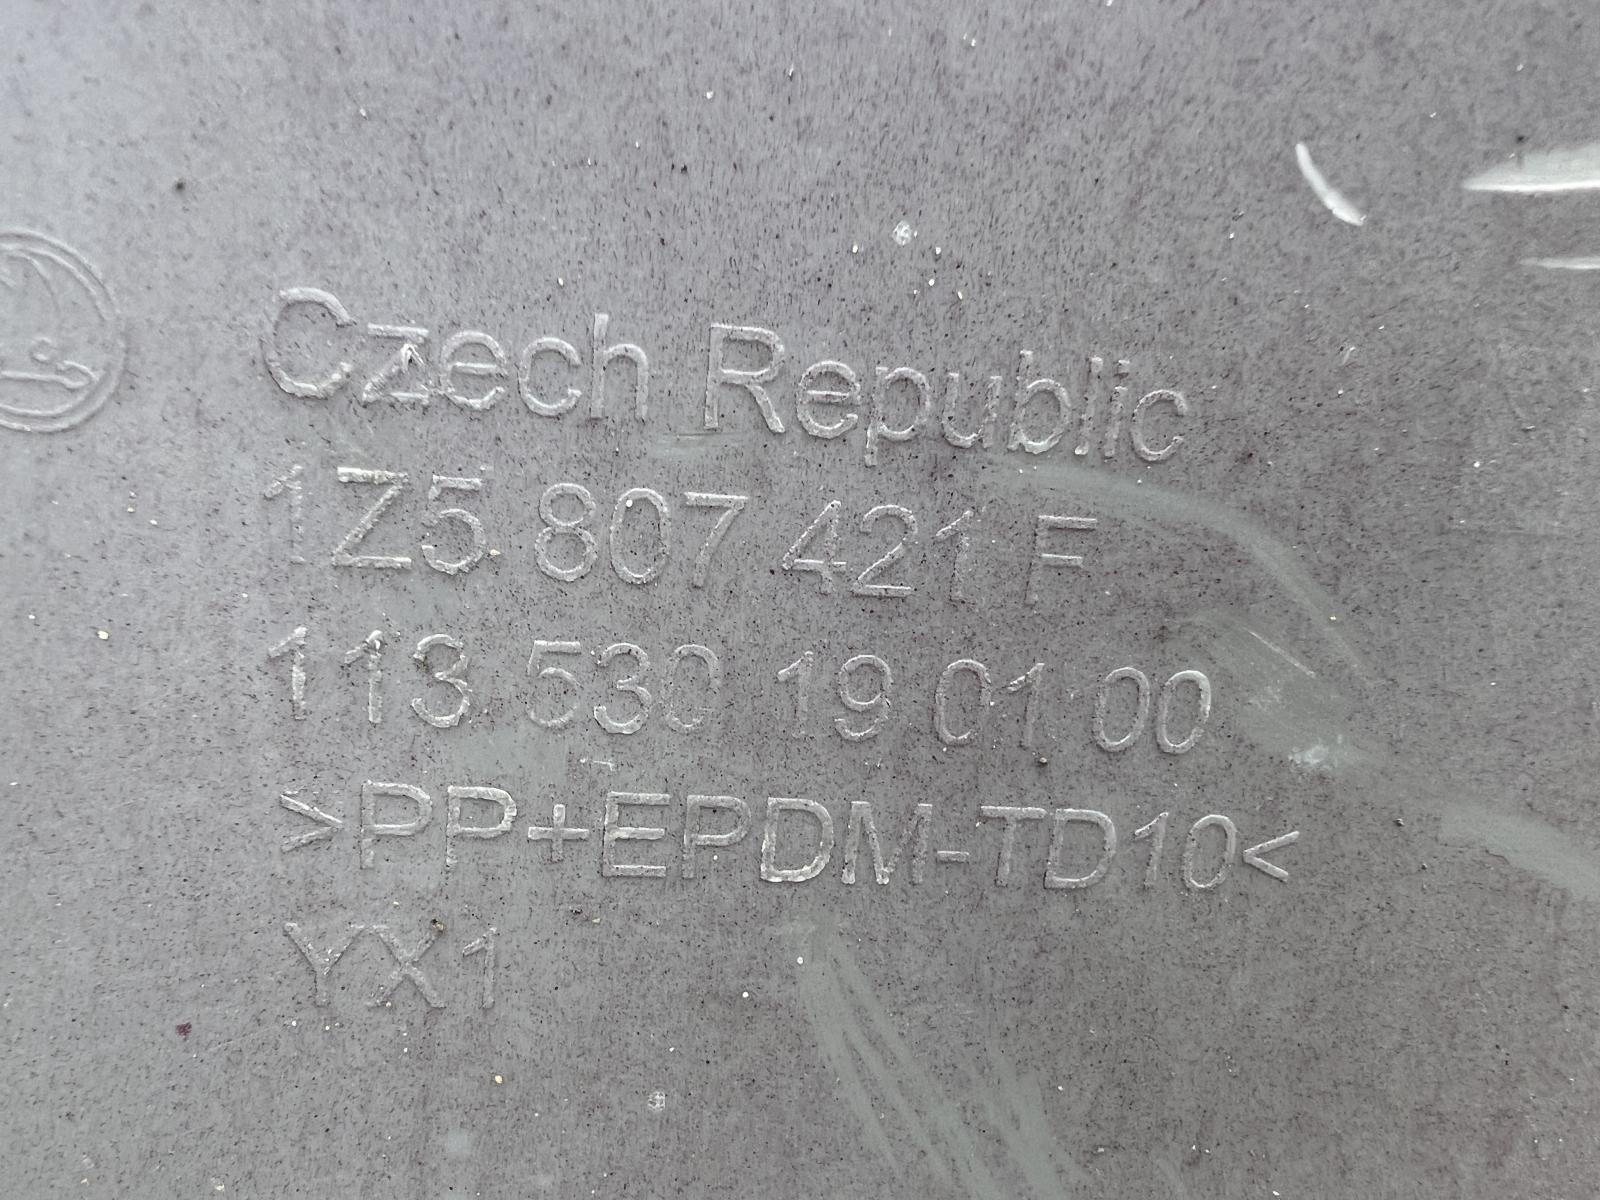 Czech Republic
1Z5 807 421 F
113 530 19 01 00
>PP+EPDM-TD10<
YX1